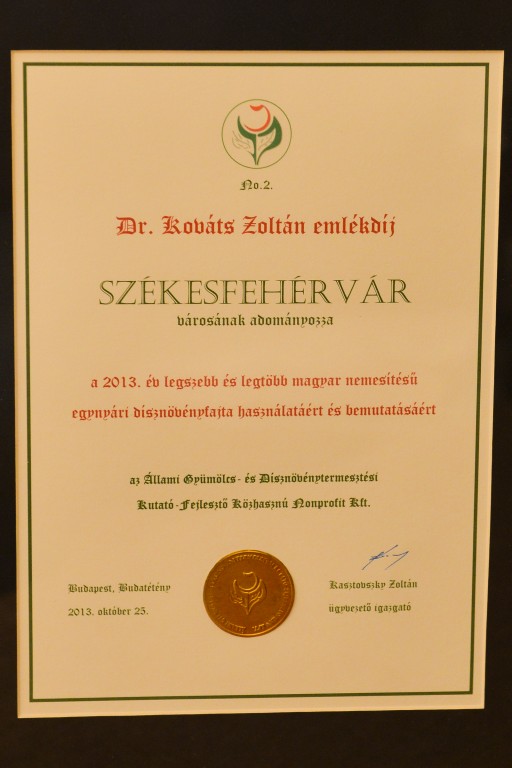 No.2.
Dr. Kováts Zoltán emlékdíj
SZÉKESFEHÉRVÁR
városának adományozza
a 2013. év legszebb és legtöbb magyar nemesítésű
egynyári dísznövényfajta használatáért és bemutatásáért
az Állami Gyümölcs- és Dísznövénytermesztési
Kutató-Fejlesztő Közhasznú Nonprofit Kft.
Budapest, Budatétény
2013. október 25.
Kasztovszky Zoltán
ügyvezető igazgató